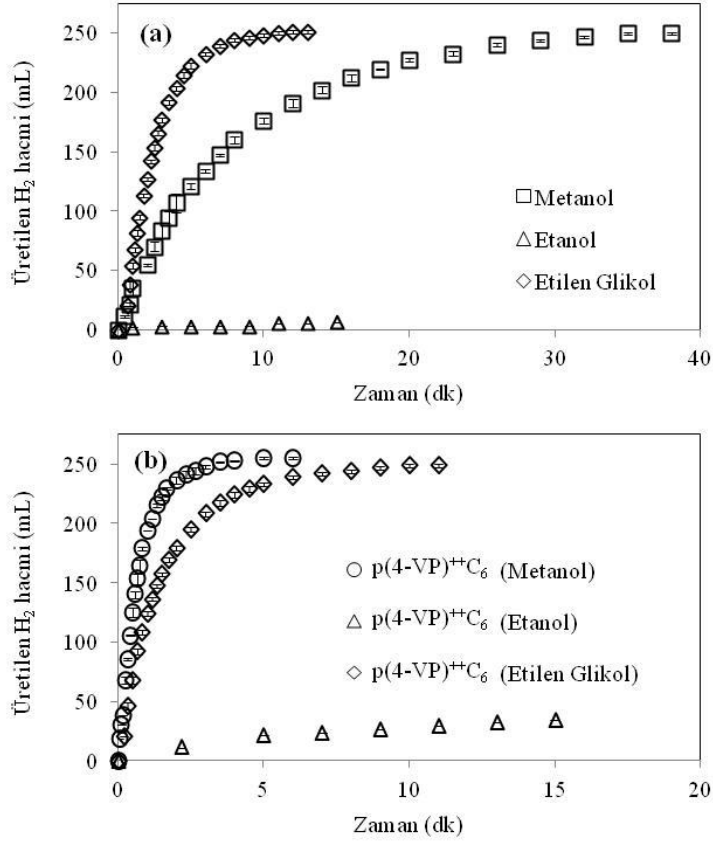 (a)
Üretilen H₂ hacmi (mL)
300
250
200
150
100
50
0
Metanol
Etanol
Etilen Glikol
0 10 20 30 40
Zaman (dk)
(b)
Üretilen H₂ hacmi (mL)
300
250
200
150
100
50
0
p(4-VP)⁺⁺C₆ (Metanol)
p(4-VP)⁺⁺C₆ (Etanol)
p(4-VP)⁺⁺C₆ (Etilen Glikol)
0 5 10 15 20
Zaman (dk)